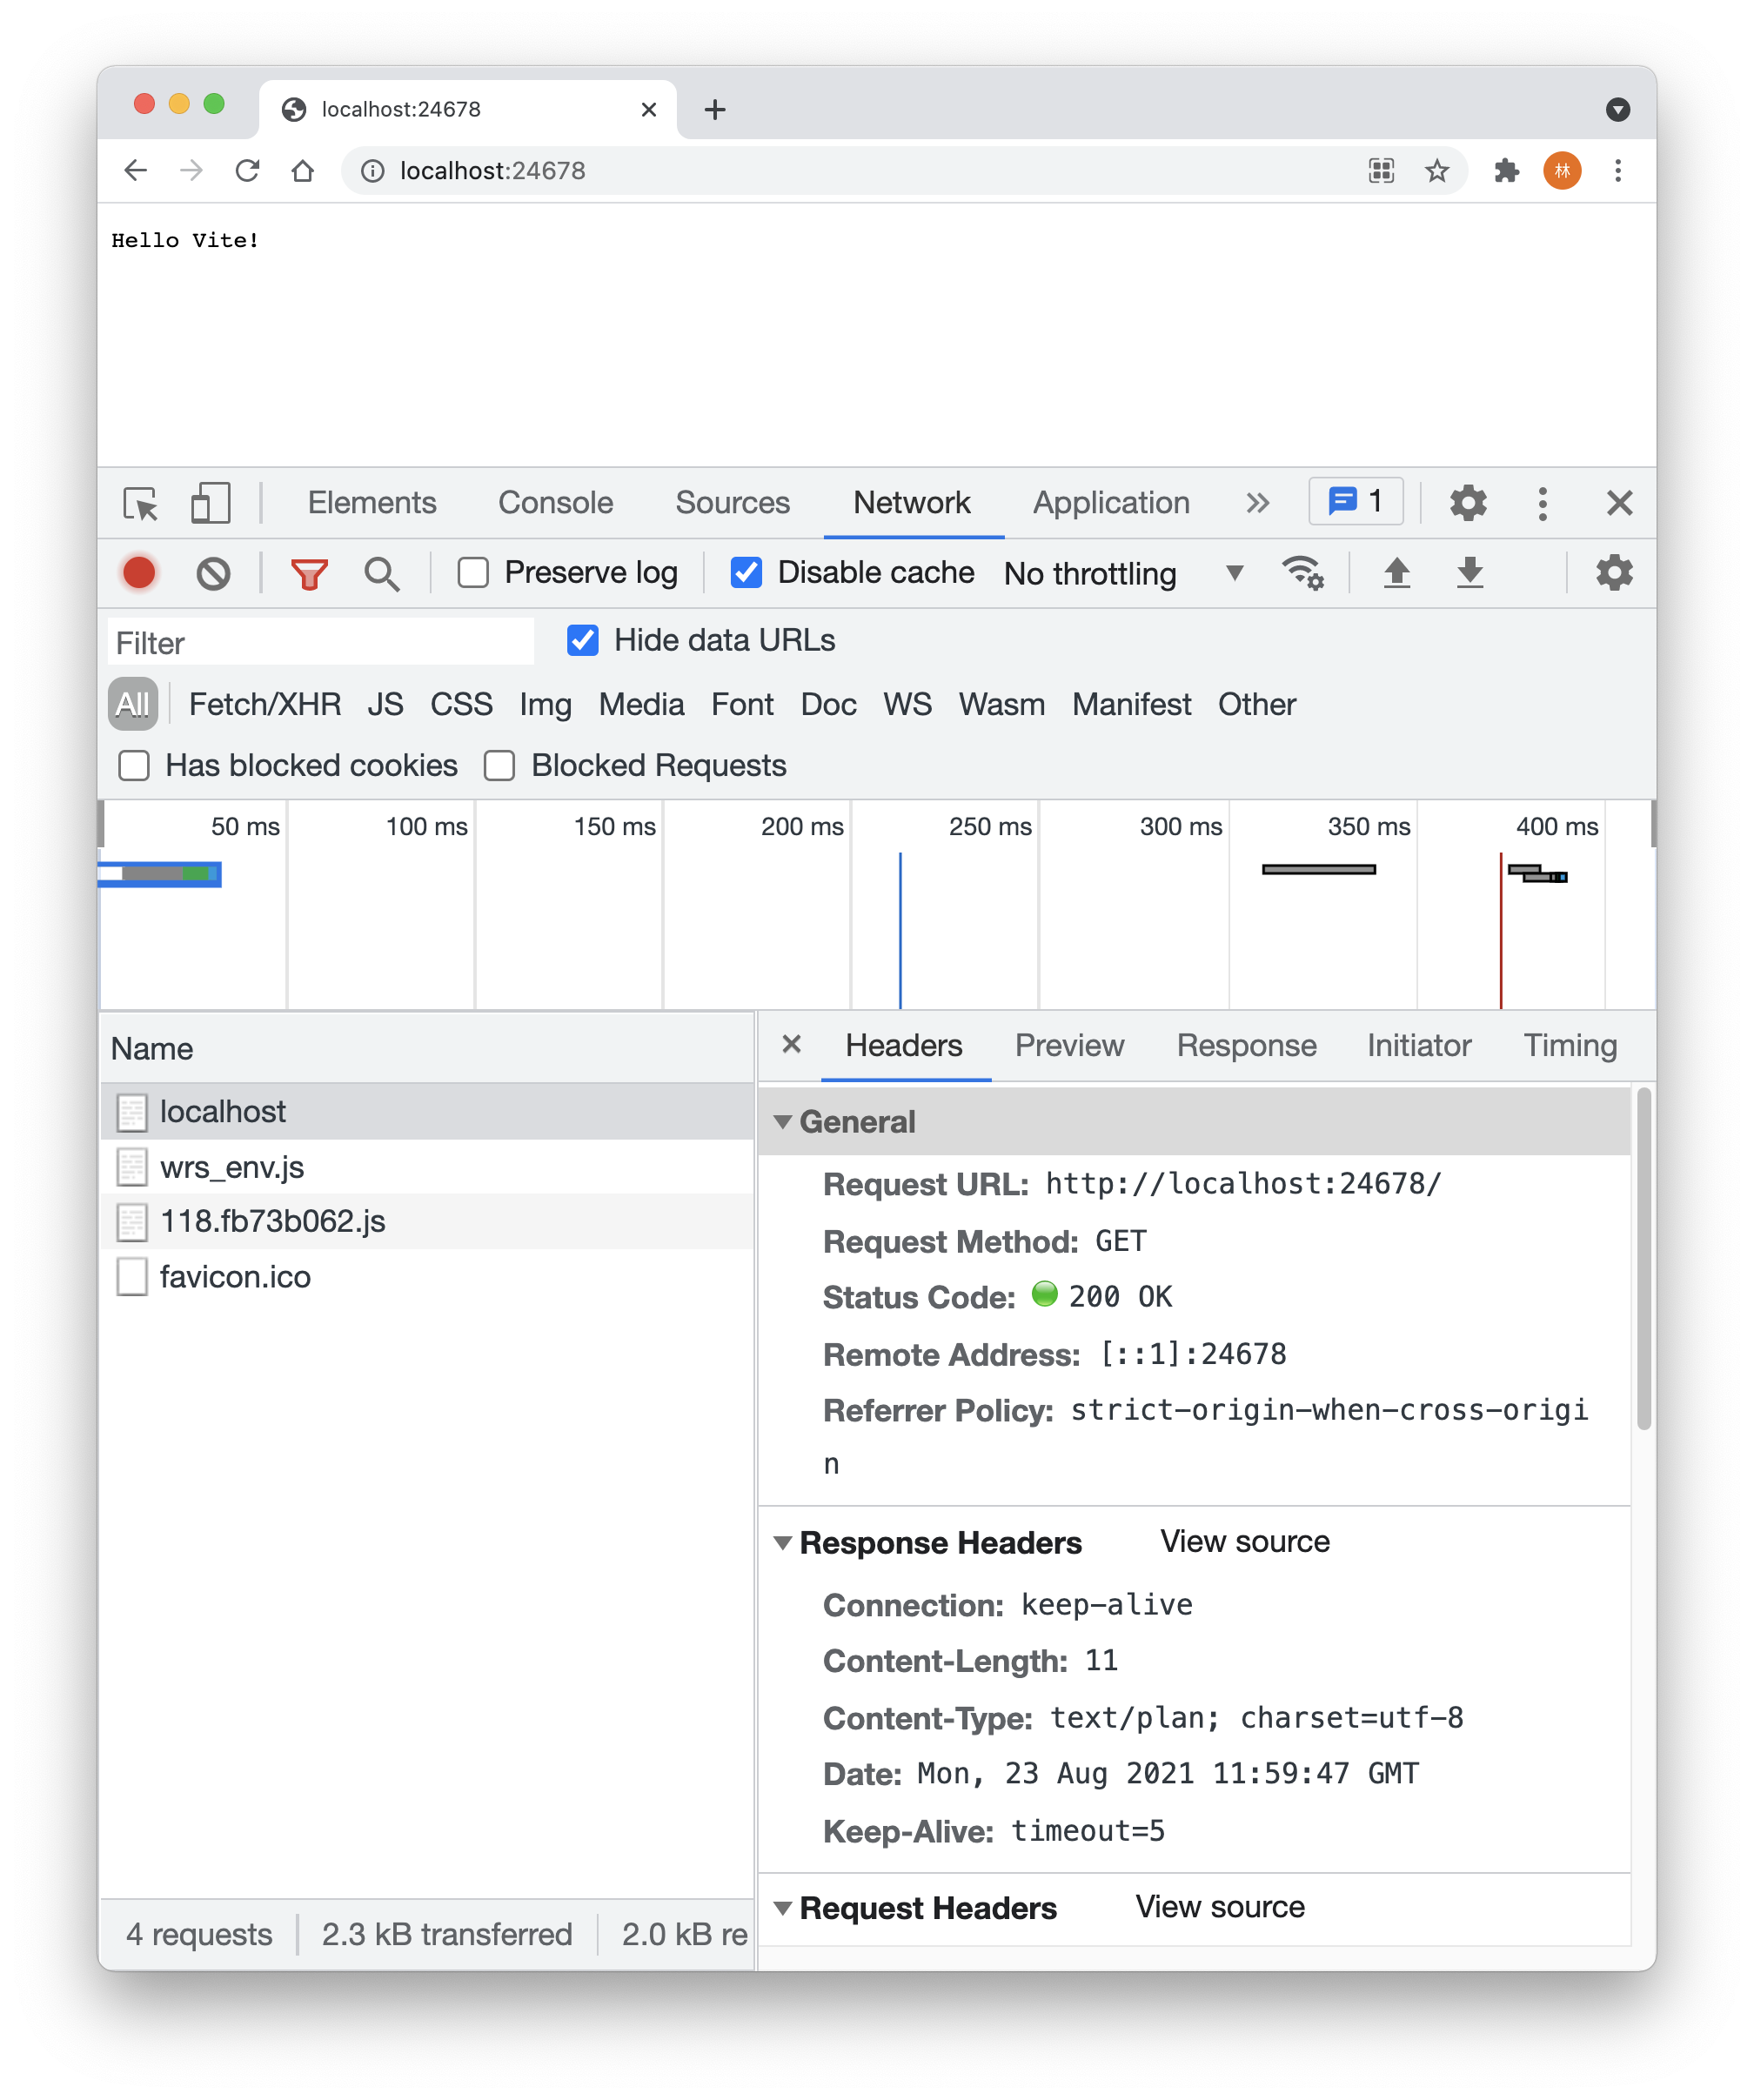 localhost:24678
localhost:24678
林
Hello Vite!
Elements Console Sources Network Application 1
Preserve log Disable cache No throttling
Filter Hide data URLs
All Fetch/XHR JS CSS Img Media Font Doc WS Wasm Manifest Other
Has blocked cookies Blocked Requests
50 ms 100 ms 150 ms 200 ms 250 ms 300 ms 350 ms 400 ms
Name
localhost
wrs_env.js
118.fb73b062.js
favicon.ico
4 requests 2.3 kB transferred 2.0 kB re
Headers Preview Response Initiator Timing
General
Request URL: http://localhost:24678/
Request Method: GET
Status Code: 200 OK
Remote Address: [::1]:24678
Referrer Policy: strict-origin-when-cross-origi
n
Response Headers View source
Connection: keep-alive
Content-Length: 11
Content-Type: text/plan; charset=utf-8
Date: Mon, 23 Aug 2021 11:59:47 GMT
Keep-Alive: timeout=5
Request Headers View source